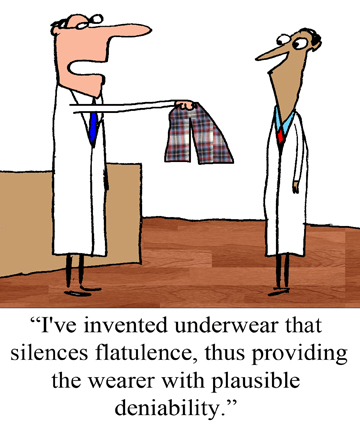 “I've invented underwear that
silences flatulence, thus providing
the wearer with plausible
deniability.”